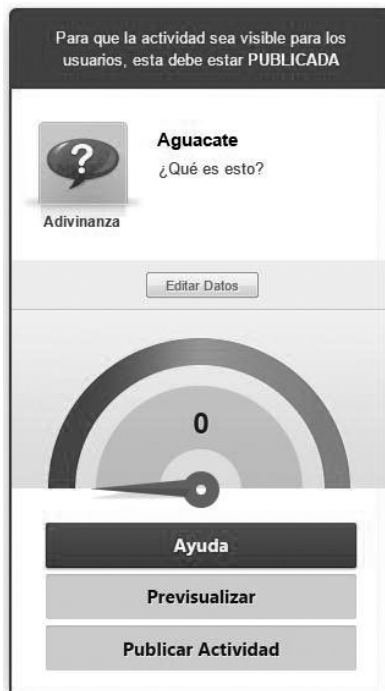 Para que la actividad sea visible para los
usuarios, esta debe estar PUBLICADA
?
Aguacate
¿Qué es esto?
Adivinanza
Editar Datos
0
Ayuda
Previsualizar
Publicar Actividad